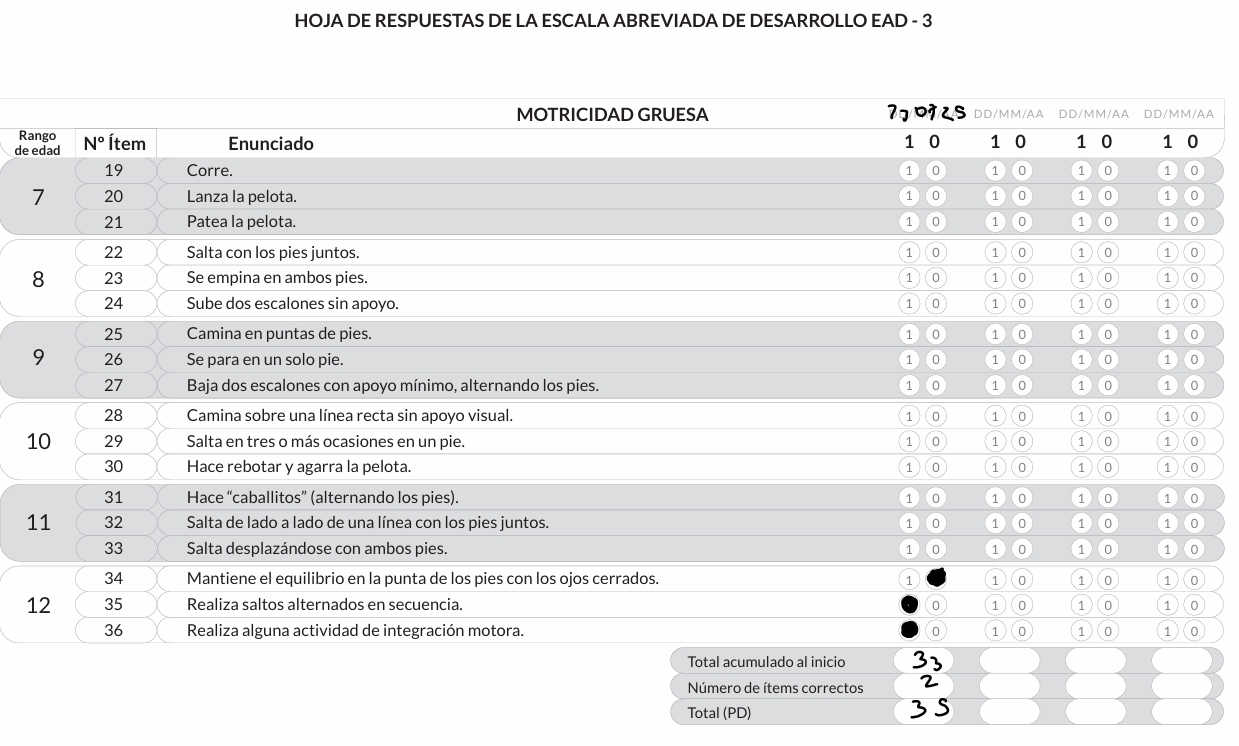 HOJA DE RESPUESTAS DE LA ESCALA ABREVIADA DE DESARROLLO EAD - 3
MOTRICIDAD GRUESA DD/MM/AA DD/MM/AA DD/MM/AA
Rango de edad Nº Ítem Enunciado 1 0 1 0 1 0 1 0
7
19 Corre. 1 0 1 0 1 0 1 0
20 Lanza la pelota. 1 0 1 0 1 0 1 0
21 Patea la pelota. 1 0 1 0 1 0 1 0
8
22 Salta con los pies juntos. 1 0 1 0 1 0 1 0
23 Se empina en ambos pies. 1 0 1 0 1 0 1 0
24 Sube dos escalones sin apoyo. 1 0 1 0 1 0 1 0
9
25 Camina en puntas de pies. 1 0 1 0 1 0 1 0
26 Se para en un solo pie. 1 0 1 0 1 0 1 0
27 Baja dos escalones con apoyo mínimo, alternando los pies. 1 0 1 0 1 0 1 0
10
28 Camina sobre una línea recta sin apoyo visual. 1 0 1 0 1 0 1 0
29 Salta en tres o más ocasiones en un pie. 1 0 1 0 1 0 1 0
30 Hace rebotar y agarra la pelota. 1 0 1 0 1 0 1 0
11
31 Hace “caballitos” (alternando los pies). 1 0 1 0 1 0 1 0
32 Salta de lado a lado de una línea con los pies juntos. 1 0 1 0 1 0 1 0
33 Salta desplazándose con ambos pies. 1 0 1 0 1 0 1 0
12
34 Mantiene el equilibrio en la punta de los pies con los ojos cerrados. 1 1 0 1 0 1 0
35 Realiza saltos alternados en secuencia. 0 1 0 1 0 1 0
36 Realiza alguna actividad de integración motora. 0 1 0 1 0 1 0
Total acumulado al inicio 33
Número de ítems correctos 2
Total (PD) 35